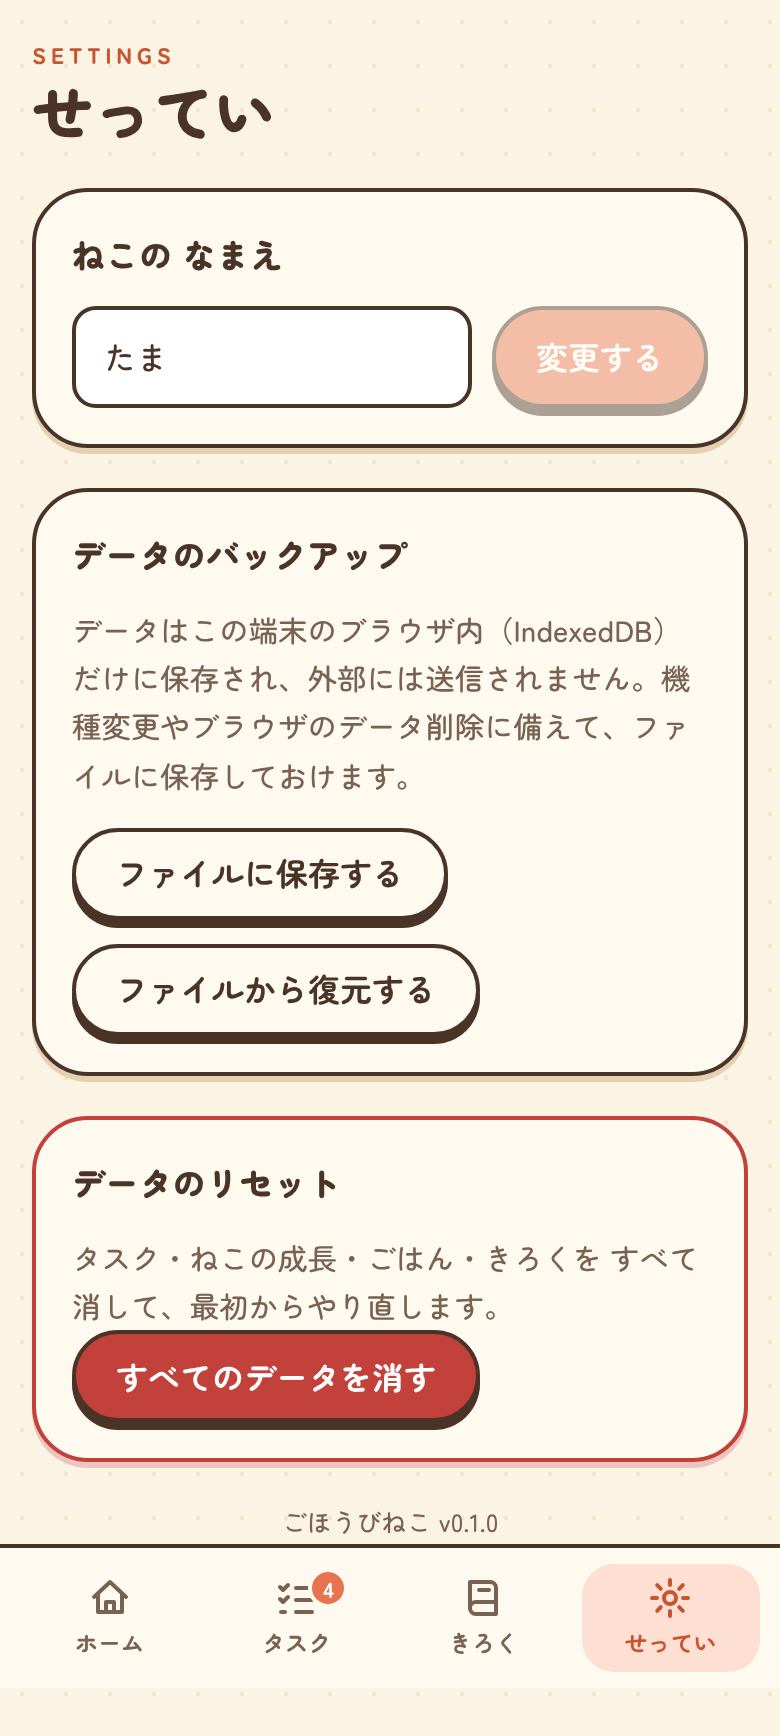 SETTINGS
せってい
ねこの なまえ
たま
変更する
データのバックアップ
データはこの端末のブラウザ内（IndexedDB）
だけに保存され、外部には送信されません。機
種変更やブラウザのデータ削除に備えて、ファ
イルに保存しておけます。
ファイルに保存する
ファイルから復元する
データのリセット
タスク・ねこの成長・ごはん・きろくを すべて
消して、最初からやり直します。
すべてのデータを消す
ごほうびねこ v0.1.0
4
ホーム
タスク
きろく
せってい